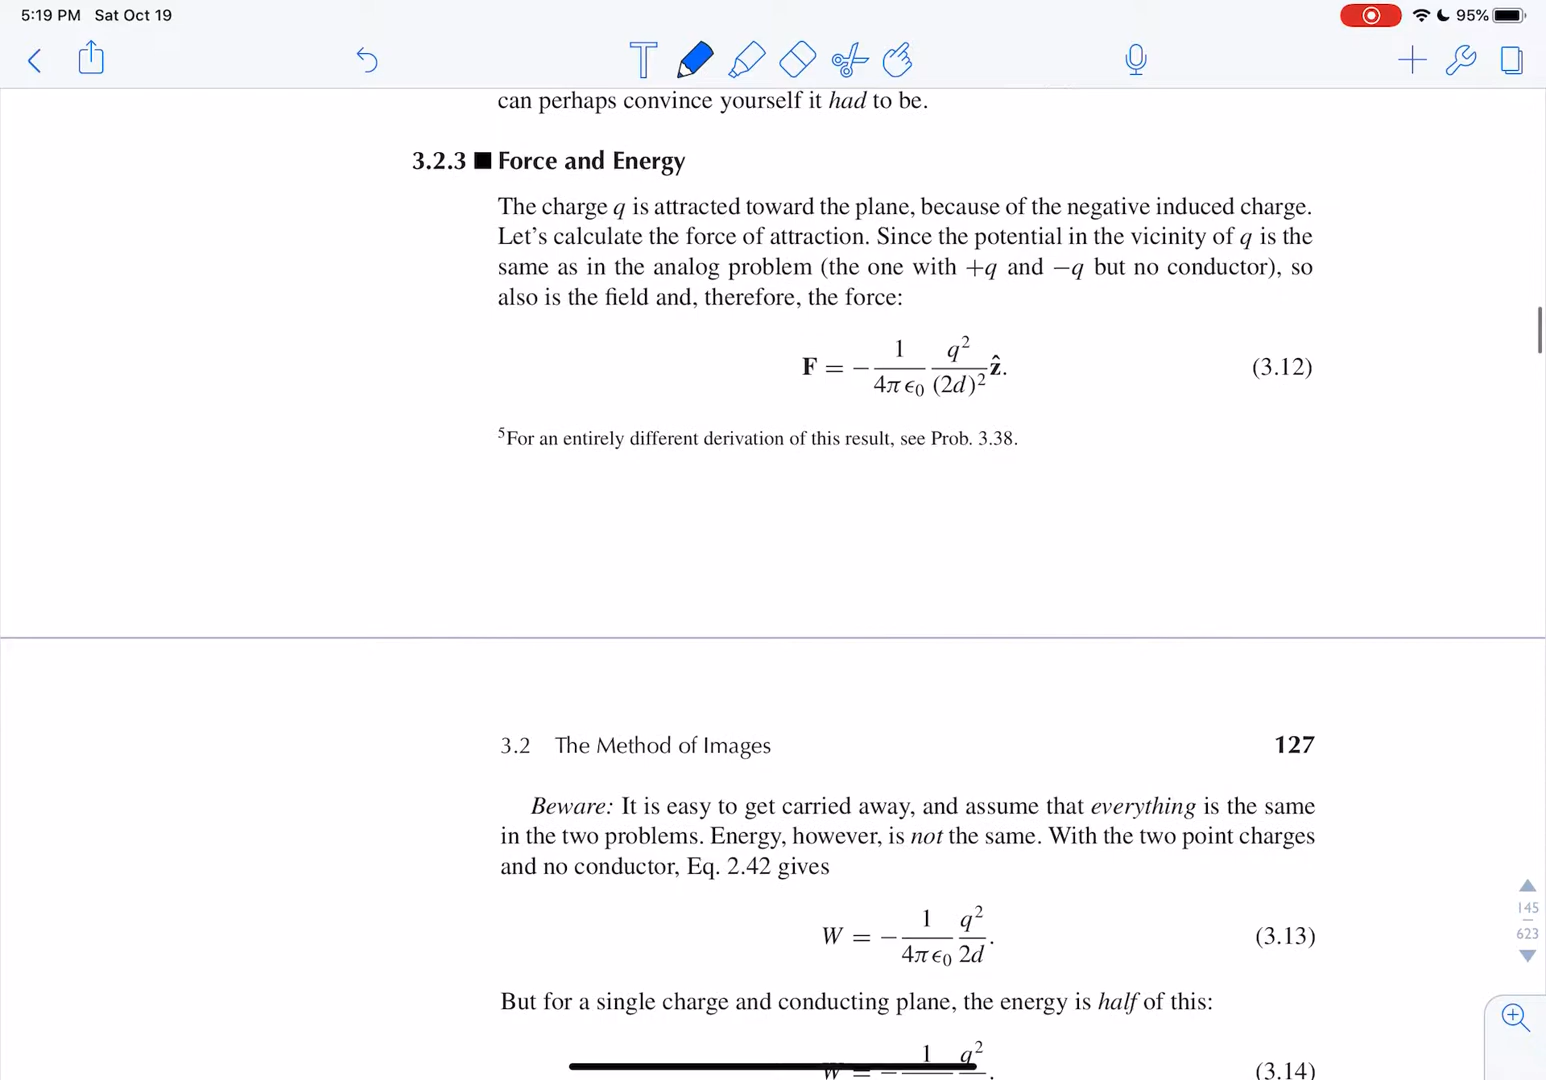 5:19 PM Sat Oct 19
95%
T
can perhaps convince yourself it had to be.
3.2.3 ■ Force and Energy
The charge q is attracted toward the plane, because of the negative induced charge.
Let's calculate the force of attraction. Since the potential in the vicinity of q is the
same as in the analog problem (the one with +q and −q but no conductor), so
also is the field and, therefore, the force:
F = − 1/4πϵ₀ q²/(2d)² ẑ. (3.12)
⁵For an entirely different derivation of this result, see Prob. 3.38.
3.2 The Method of Images 127
Beware: It is easy to get carried away, and assume that everything is the same
in the two problems. Energy, however, is not the same. With the two point charges
and no conductor, Eq. 2.42 gives
145
623
W = − 1/4πϵ₀ q²/2d. (3.13)
But for a single charge and conducting plane, the energy is half of this:
W = − 1 q² . (3.14)